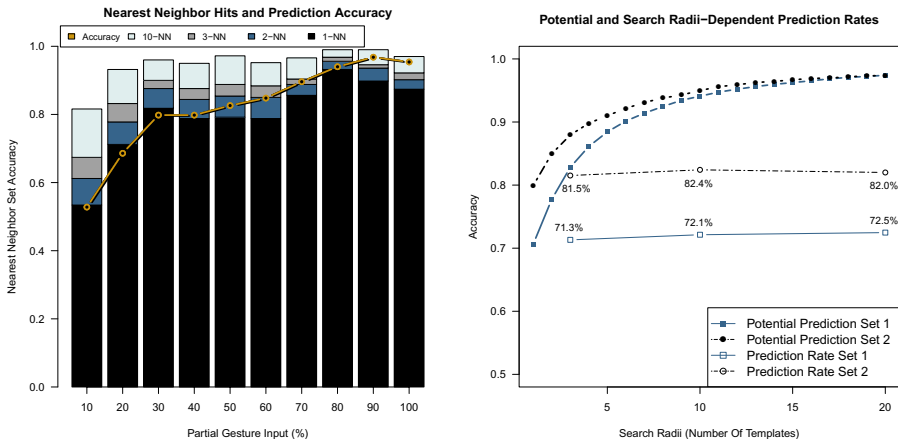 Nearest Neighbor Hits and Prediction Accuracy
Accuracy 10−NN 3−NN 2−NN 1−NN
Nearest Neighbor Set Accuracy
1.0
0.8
0.6
0.4
0.2
0.0
10 20 30 40 50 60 70 80 90 100
Partial Gesture Input (%)
Potential and Search Radii−Dependent Prediction Rates
Accuracy
1.0
0.9
0.8
0.7
0.6
0.5
81.5% 82.4% 82.0%
71.3% 72.1% 72.5%
Potential Prediction Set 1
Potential Prediction Set 2
Prediction Rate Set 1
Prediction Rate Set 2
5 10 15 20
Search Radii (Number Of Templates)